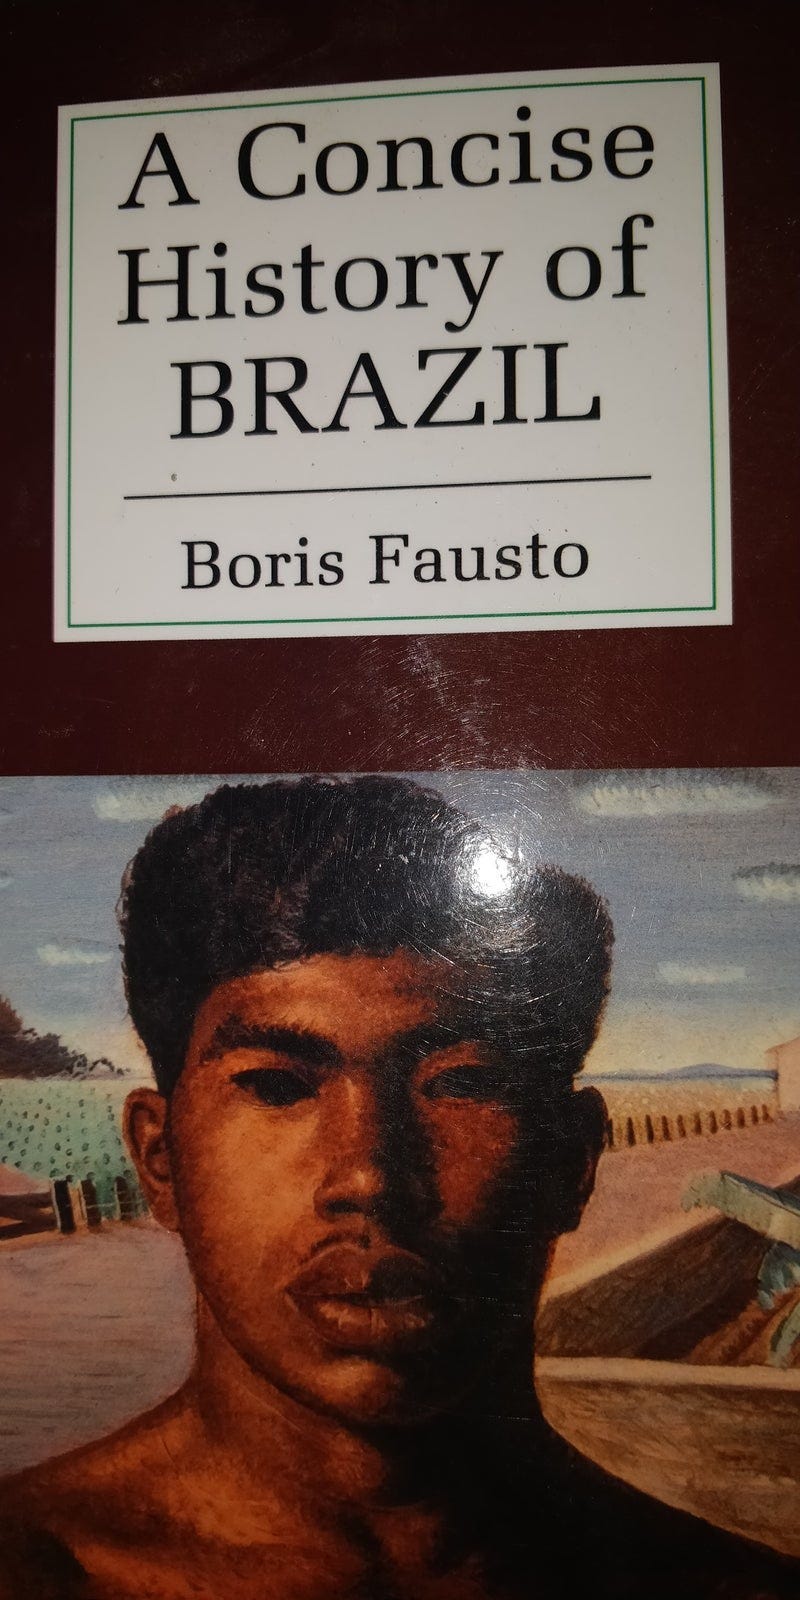 A Concise
History of
BRAZIL
Boris Fausto